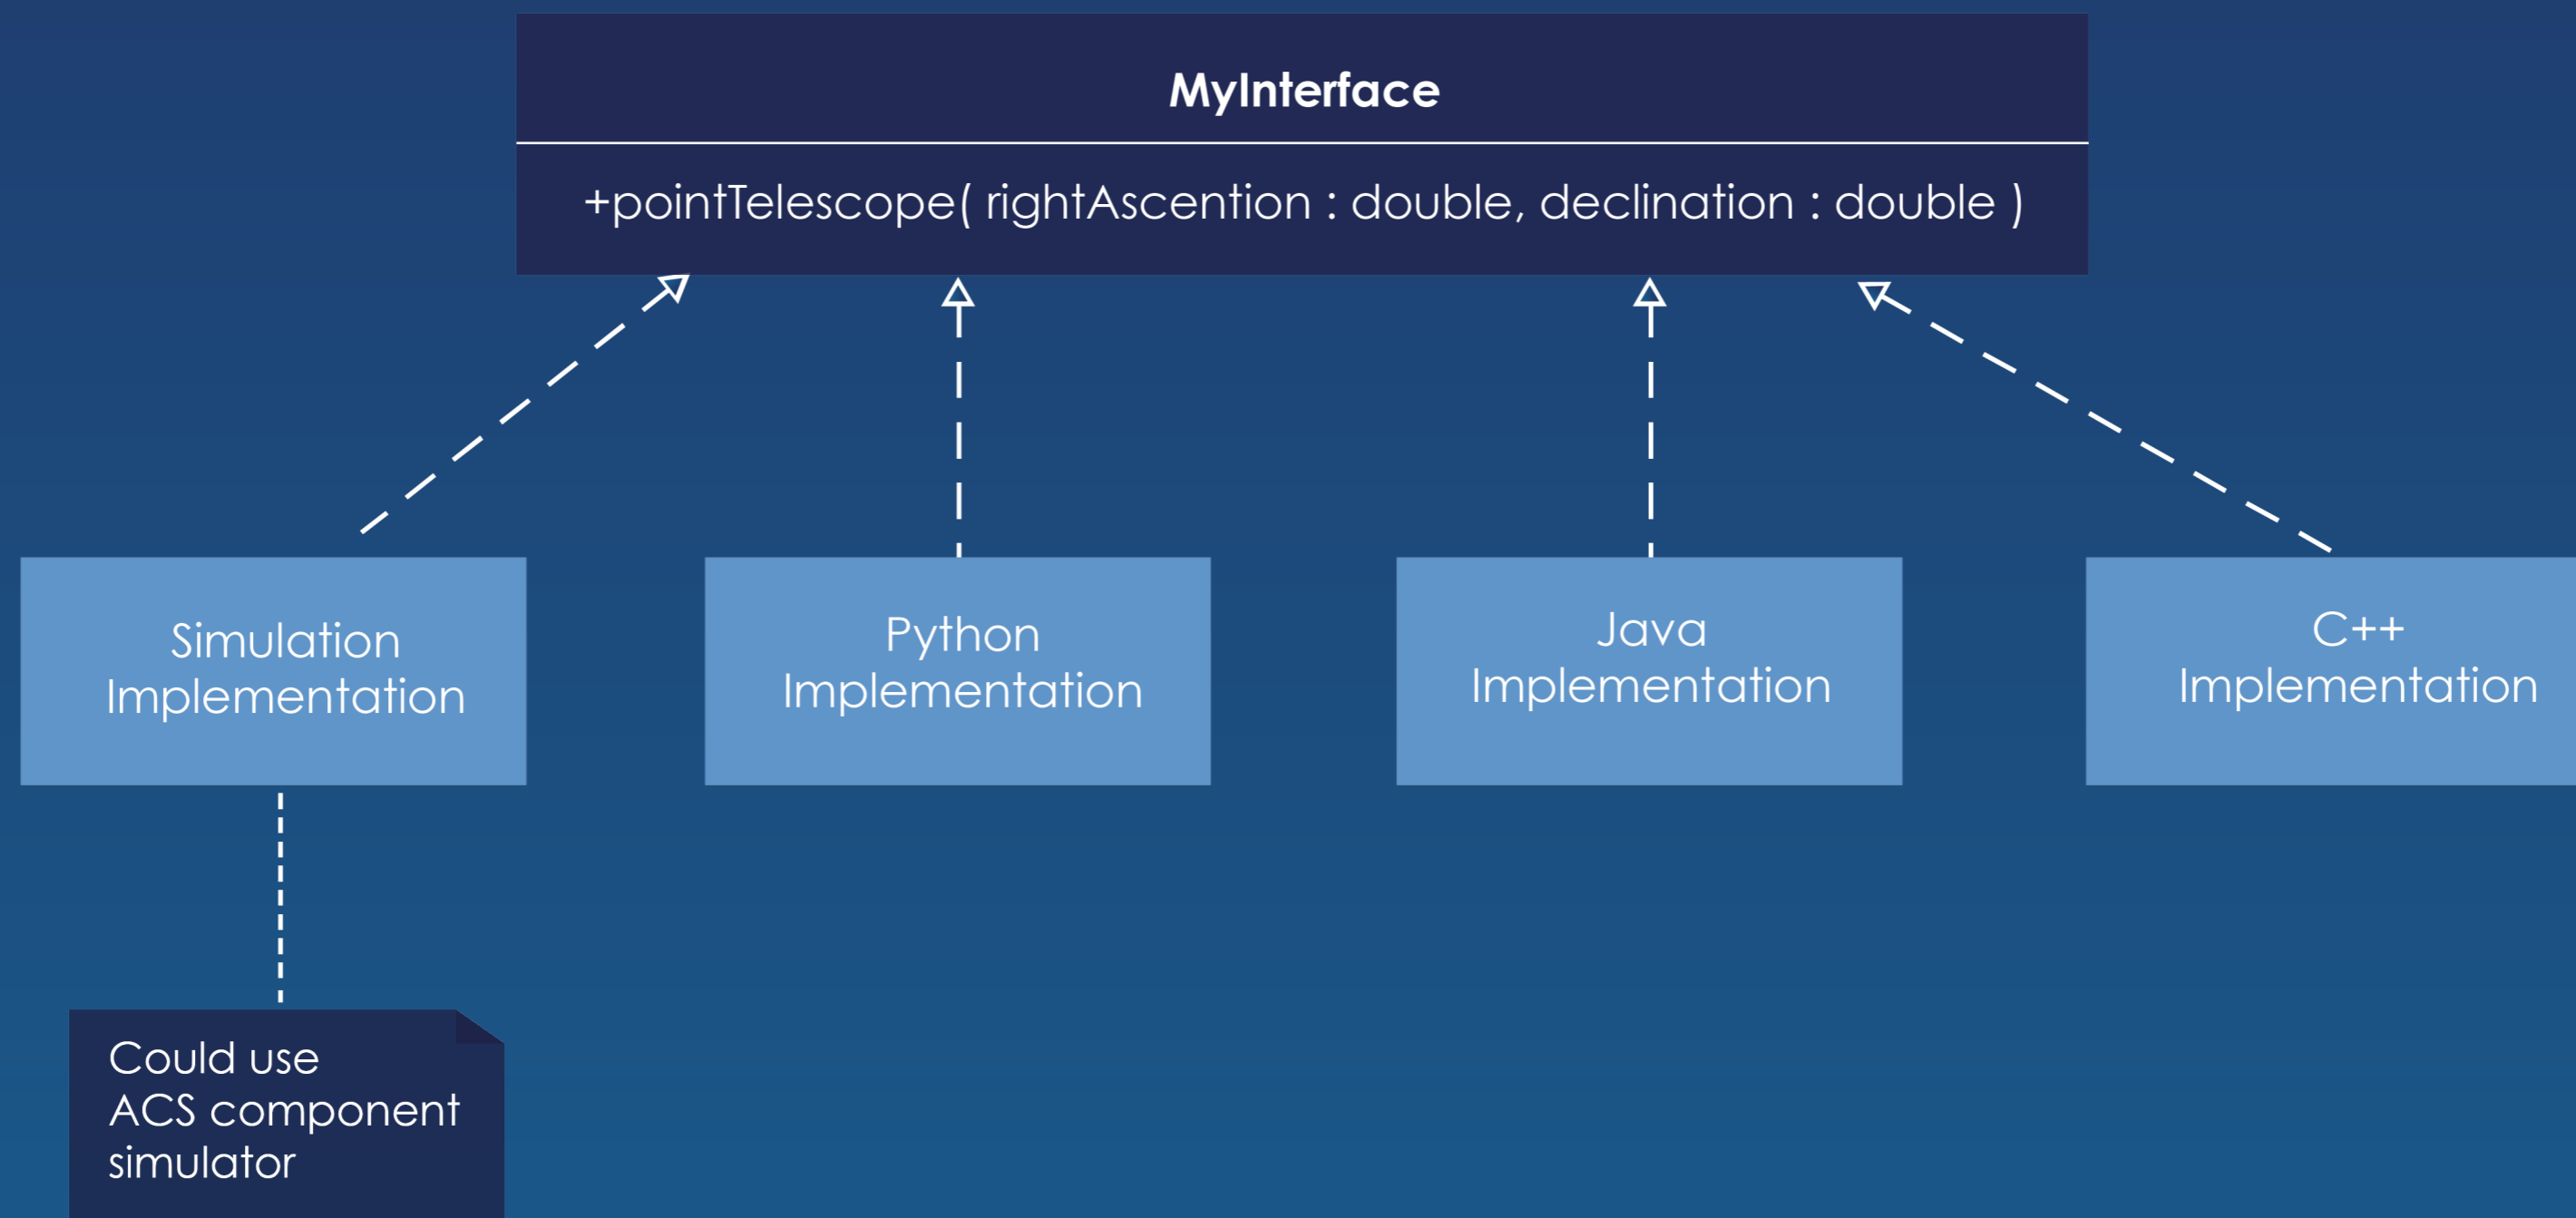 MyInterface
+pointTelescope( rightAscention : double, declination : double )
Simulation
Implementation
Python
Implementation
Java
Implementation
C++
Implementation
Could use
ACS component
simulator